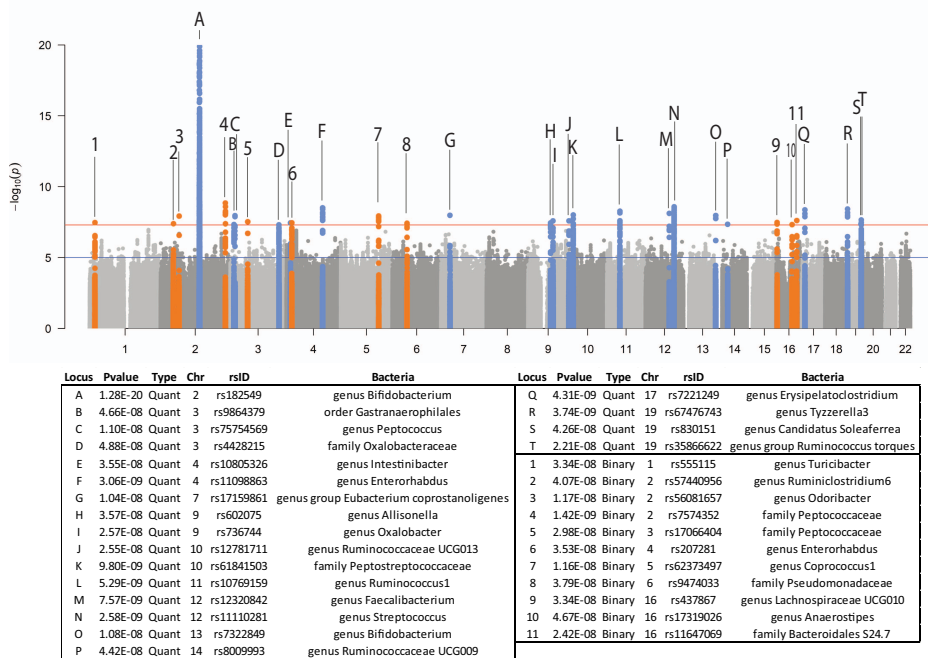 A
20
15
10
5
0
−log10(p)
1
2
3
4
B
C
5
D
E
6
F
7
8
G
H
I
J
K
L
M
N
O
P
9
10
11
Q
R
S
T
1 2 3 4 5 6 7 8 9 10 11 12 13 14 15 16 18 20 22
Locus Pvalue Type Chr rsID Bacteria
A 1.28E-20 Quant 2 rs182549 genus Bifidobacterium
B 4.66E-08 Quant 3 rs9864379 order Gastranaerophilales
C 1.10E-08 Quant 3 rs75754569 genus Peptococcus
D 4.88E-08 Quant 3 rs4428215 family Oxalobacteraceae
E 3.55E-08 Quant 4 rs10805326 genus Intestinibacter
F 3.06E-09 Quant 4 rs11098863 genus Enterorhabdus
G 1.04E-08 Quant 7 rs17159861 genus group Eubacterium coprostanoligenes
H 3.57E-08 Quant 9 rs602075 genus Allisonella
I 2.57E-08 Quant 9 rs736744 genus Oxalobacter
J 2.55E-08 Quant 10 rs12781711 genus Ruminococcaceae UCG013
K 9.80E-09 Quant 10 rs61841503 family Peptostreptococcaceae
L 5.29E-09 Quant 11 rs10769159 genus Ruminococcus1
M 7.57E-09 Quant 12 rs12320842 genus Faecalibacterium
N 2.58E-09 Quant 12 rs11110281 genus Streptococcus
O 1.08E-08 Quant 13 rs7322849 genus Bifidobacterium
P 4.42E-08 Quant 14 rs8009993 genus Ruminococcaceae UCG009
Locus Pvalue Type Chr rsID Bacteria
Q 4.31E-09 Quant 17 rs7221249 genus Erysipelatoclostridium
R 3.74E-09 Quant 19 rs67476743 genus Tyzzerella3
S 4.26E-08 Quant 19 rs830151 genus Candidatus Soleaferrea
T 2.21E-08 Quant 19 rs35866622 genus group Ruminococcus torques
1 3.34E-08 Binary 1 rs555115 genus Turicibacter
2 4.07E-08 Binary 2 rs57440956 genus Ruminiclostridium6
3 1.17E-08 Binary 2 rs56081657 genus Odoribacter
4 1.42E-09 Binary 2 rs7574352 family Peptococcaceae
5 2.98E-08 Binary 3 rs17066404 family Peptococcaceae
6 3.53E-08 Binary 4 rs207281 genus Enterorhabdus
7 1.16E-08 Binary 5 rs62373497 genus Coprococcus1
8 3.79E-08 Binary 6 rs9474033 family Pseudomonadaceae
9 3.34E-08 Binary 16 rs437867 genus Lachnospiraceae UCG010
10 4.67E-08 Binary 16 rs17319026 genus Anaerostipes
11 2.42E-08 Binary 16 rs11647069 family Bacteroidales S24.7